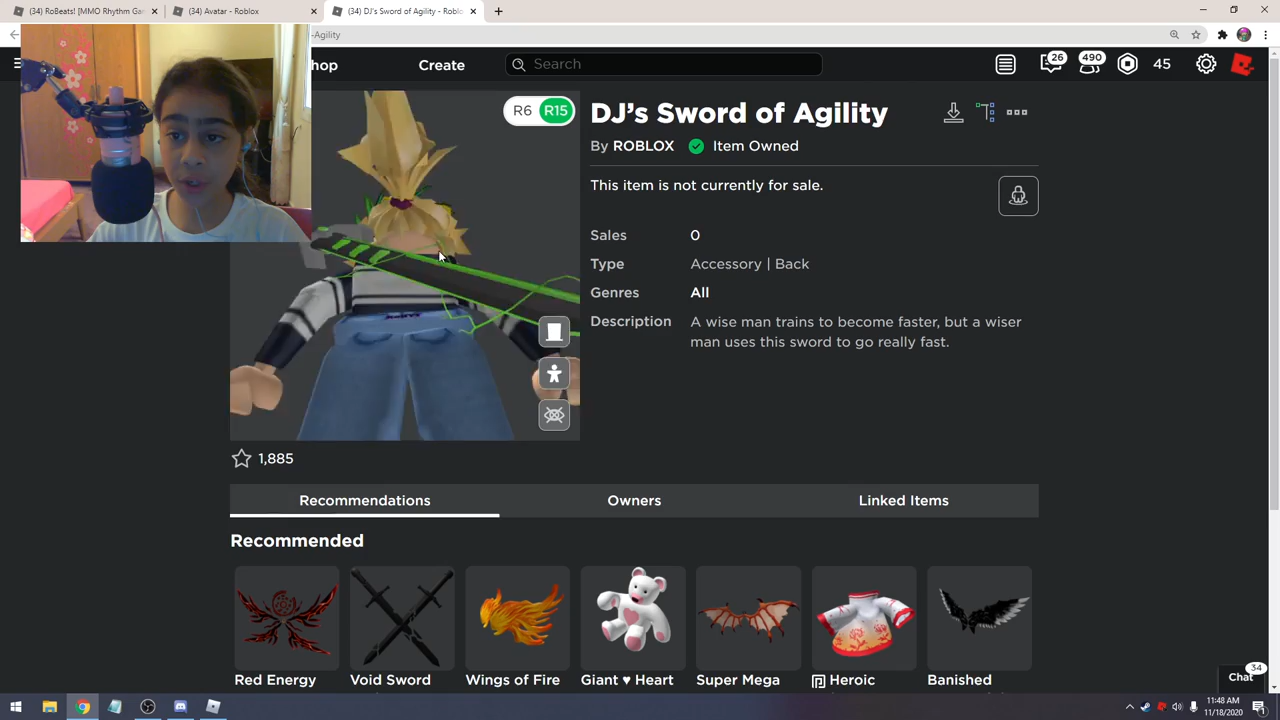 (34) RoBeats! [MMO Rhythm Ga
(34) Avatar - Roblox
(34) DJ's Sword of Agility - Roblo
-Agility
hop
Create
Search
26
490
45
R6
R15
DJ's Sword of Agility
By ROBLOX
Item Owned
This item is not currently for sale.
Sales 0
Type Accessory | Back
Genres All
Description A wise man trains to become faster, but a wiser
man uses this sword to go really fast.
1,885
Recommendations
Owners
Linked Items
Recommended
Red Energy
Void Sword
Wings of Fire
Giant ♥ Heart
Super Mega
Heroic
Banished
Chat
34
11:48 AM
11/18/2020
1